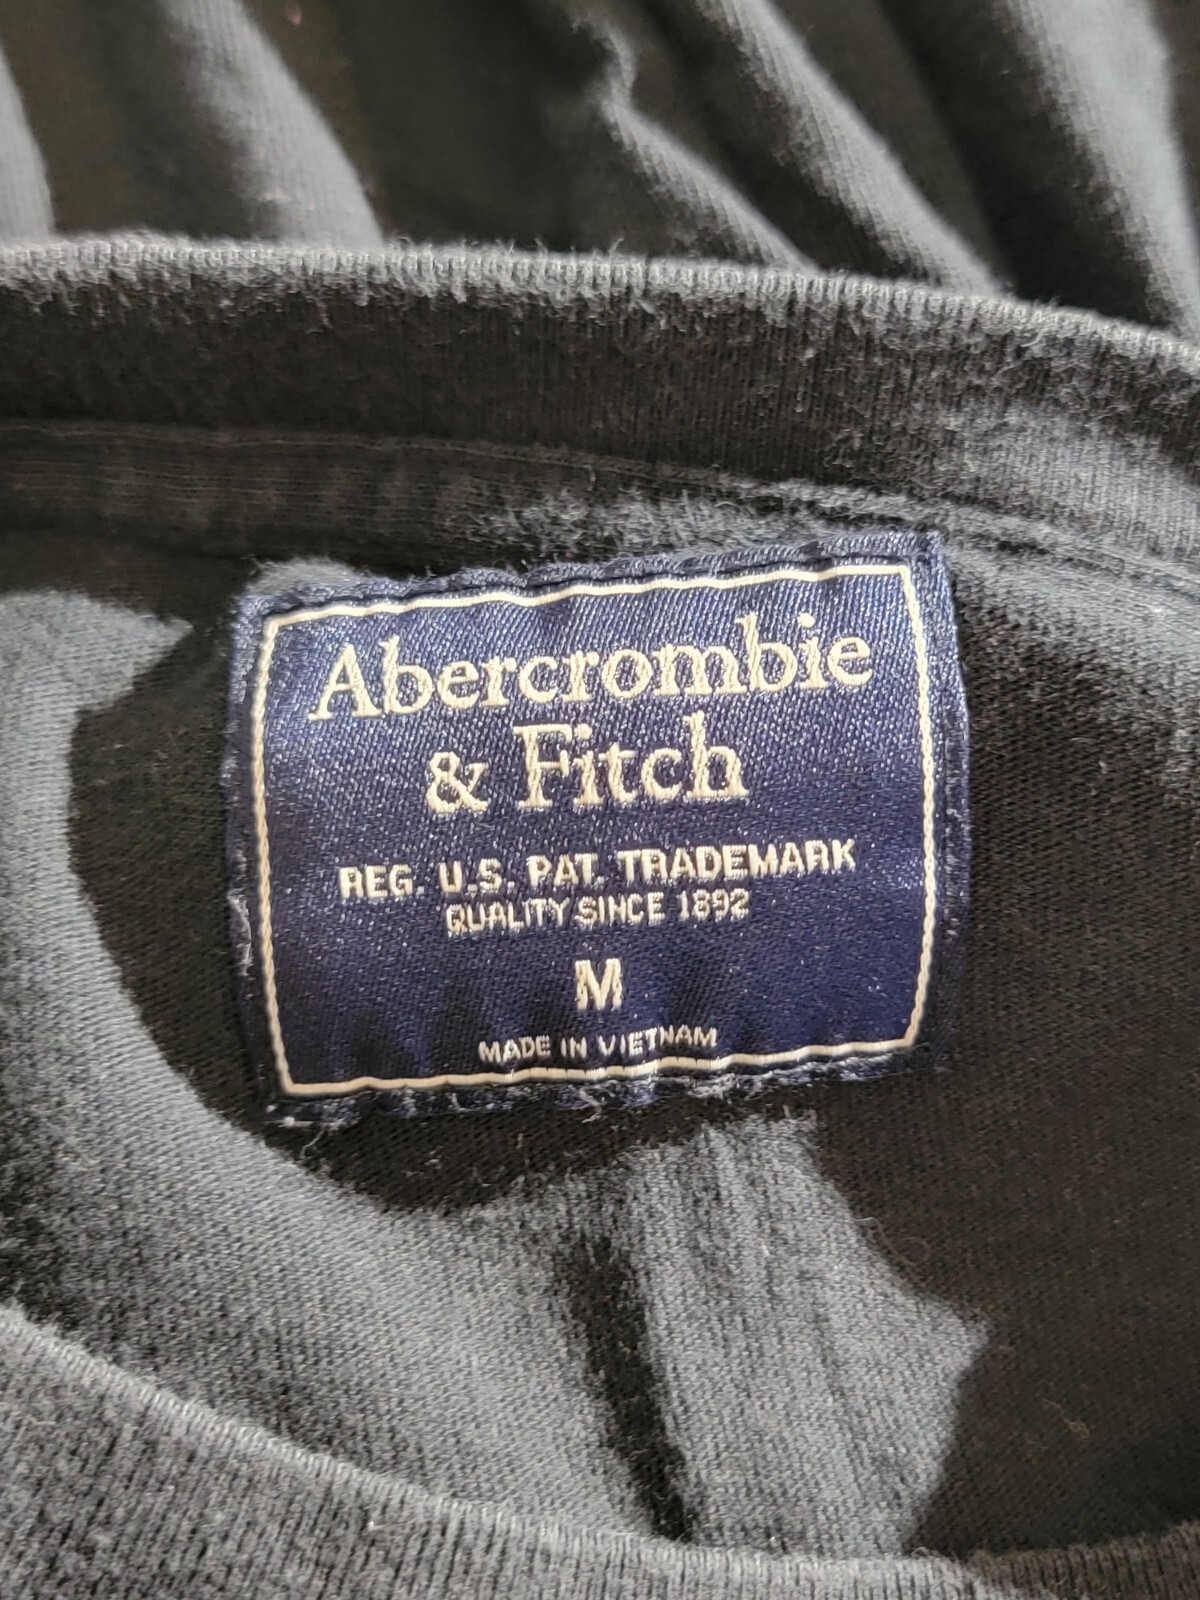 Abercrombie
& Fitch
REG. U.S. PAT. TRADEMARK
QUALITY SINCE 1892
M
MADE IN VIETNAM